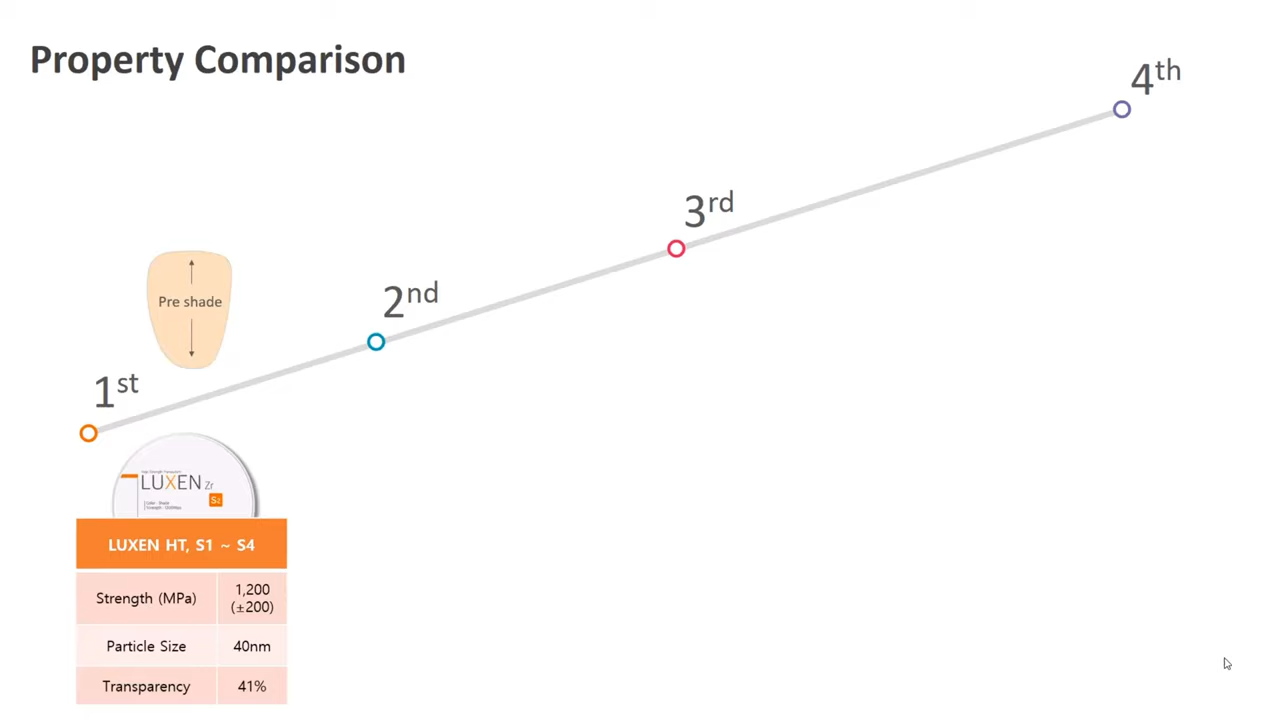 Property Comparison
4th
3rd
2nd
Pre shade
1st
LUXEN Zr
S2
LUXEN HT, S1 ~ S4
Strength (MPa)
1,200
(±200)
Particle Size
40nm
Transparency
41%